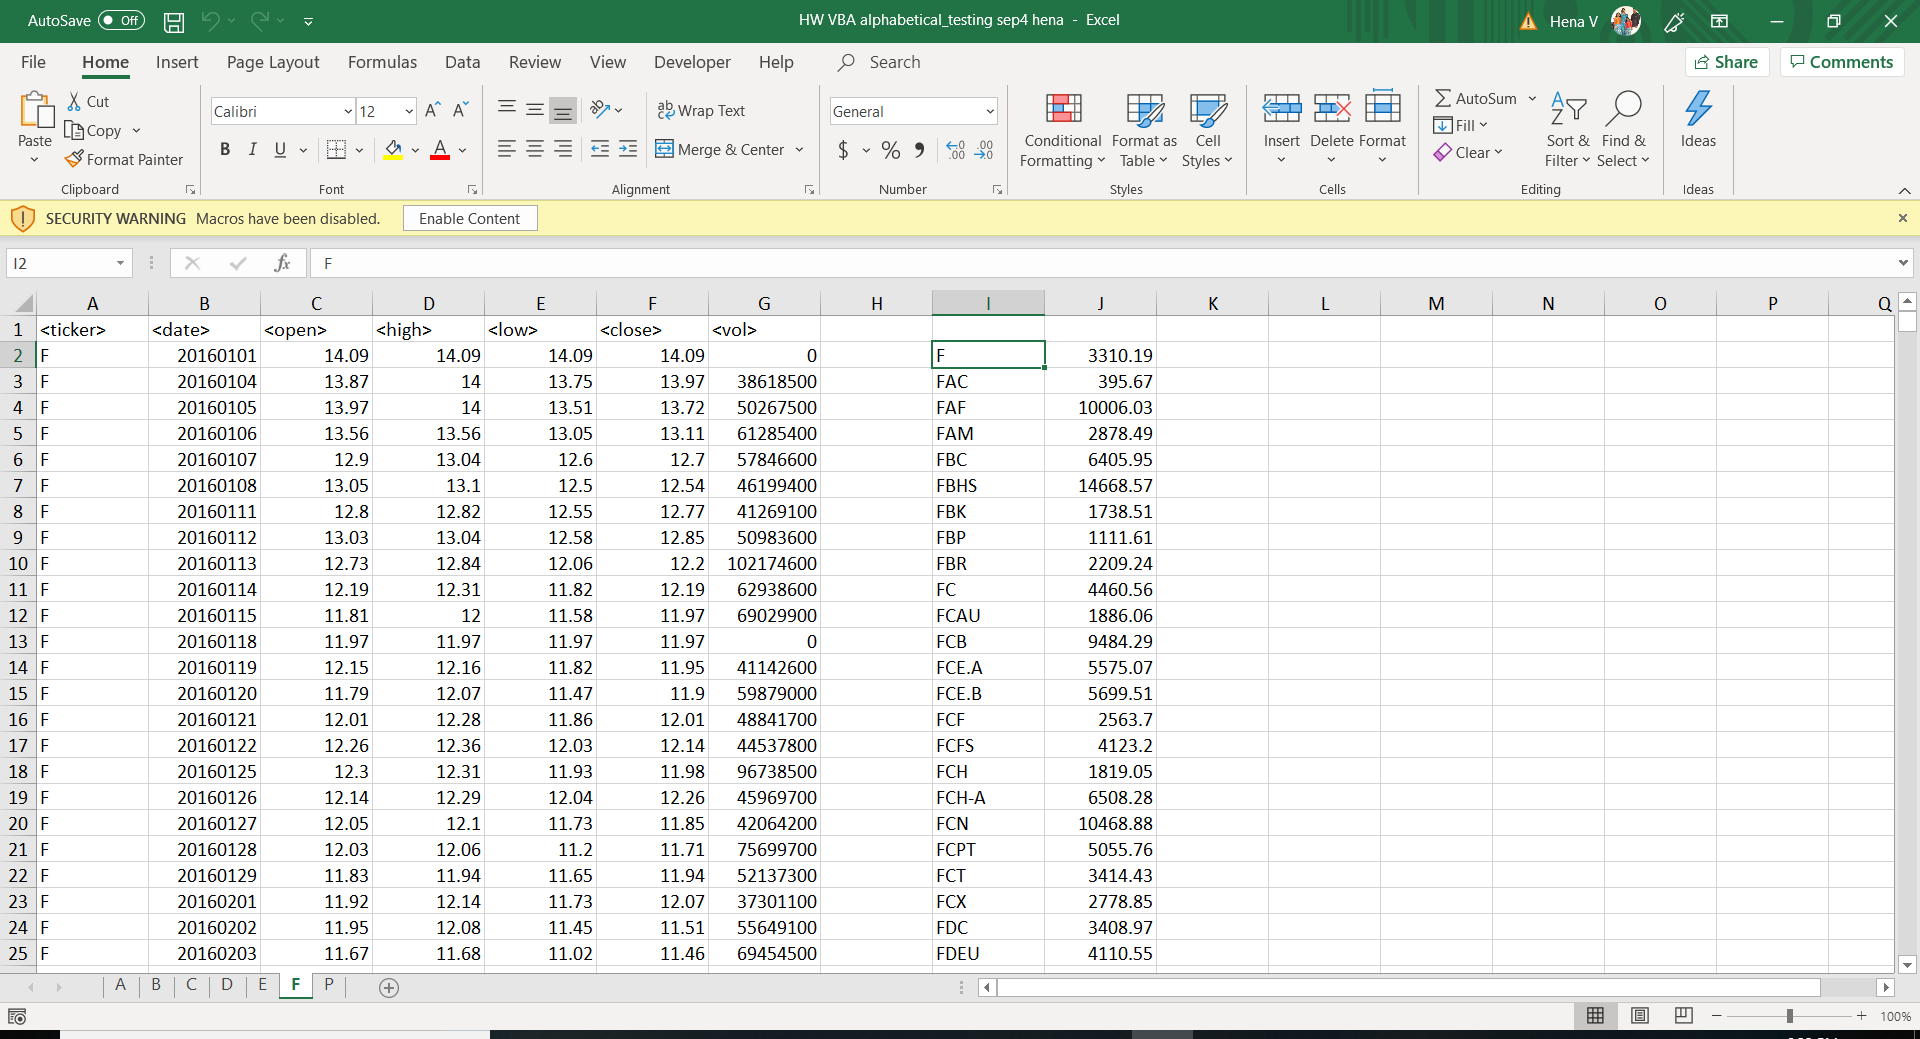 AutoSave Off HW VBA alphabetical_testing sep4 hena - Excel Hena V
File Home Insert Page Layout Formulas Data Review View Developer Help Search Share Comments
Paste
Cut
Copy
Format Painter
Clipboard
Calibri 12
B I U A
Font
ab Wrap Text
Merge & Center
Alignment
General
$ % , .00 .00
Number
Conditional Formatting
Format as Table
Cell Styles
Styles
Insert Delete Format
Cells
AutoSum
Fill
Clear
Sort & Filter
Find & Select
Editing
Ideas
Ideas
SECURITY WARNING Macros have been disabled. Enable Content
I2 fx F
A B C D E F G H I J K L M N O P Q
1 <ticker> <date> <open> <high> <low> <close> <vol>
2 F 20160101 14.09 14.09 14.09 14.09 0 F 3310.19
3 F 20160104 13.87 14 13.75 13.97 38618500 FAC 395.67
4 F 20160105 13.97 14 13.51 13.72 50267500 FAF 10006.03
5 F 20160106 13.56 13.56 13.05 13.11 61285400 FAM 2878.49
6 F 20160107 12.9 13.04 12.6 12.7 57846600 FBC 6405.95
7 F 20160108 13.05 13.1 12.5 12.54 46199400 FBHS 14668.57
8 F 20160111 12.8 12.82 12.55 12.77 41269100 FBK 1738.51
9 F 20160112 13.03 13.04 12.58 12.85 50983600 FBP 1111.61
10 F 20160113 12.73 12.84 12.06 12.2 102174600 FBR 2209.24
11 F 20160114 12.19 12.31 11.82 12.19 62938600 FC 4460.56
12 F 20160115 11.81 12 11.58 11.97 69029900 FCAU 1886.06
13 F 20160118 11.97 11.97 11.97 11.97 0 FCB 9484.29
14 F 20160119 12.15 12.16 11.82 11.95 41142600 FCE.A 5575.07
15 F 20160120 11.79 12.07 11.47 11.9 59879000 FCE.B 5699.51
16 F 20160121 12.01 12.28 11.86 12.01 48841700 FCF 2563.7
17 F 20160122 12.26 12.36 12.03 12.14 44537800 FCFS 4123.2
18 F 20160125 12.3 12.31 11.93 11.98 96738500 FCH 1819.05
19 F 20160126 12.14 12.29 12.04 12.26 45969700 FCH-A 6508.28
20 F 20160127 12.05 12.1 11.73 11.85 42064200 FCN 10468.88
21 F 20160128 12.03 12.06 11.2 11.71 75699700 FCPT 5055.76
22 F 20160129 11.83 11.94 11.65 11.94 52137300 FCT 3414.43
23 F 20160201 11.92 12.14 11.73 12.07 37301100 FCX 2778.85
24 F 20160202 11.95 12.08 11.45 11.51 55649100 FDC 3408.97
25 F 20160203 11.67 11.68 11.02 11.46 69454500 FDEU 4110.55
A B C D E F P
100%